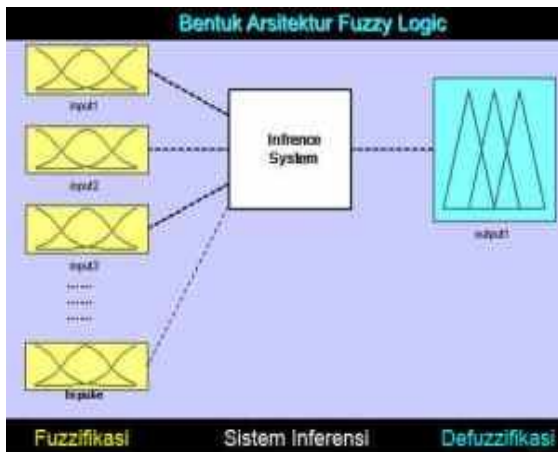 Bentuk Arsitektur Fuzzy Logic
input1
input2
input3
......
......
......
Infrence
System
output1
Fuzzifikasi
Sistem Inferensi
Defuzzifikasi